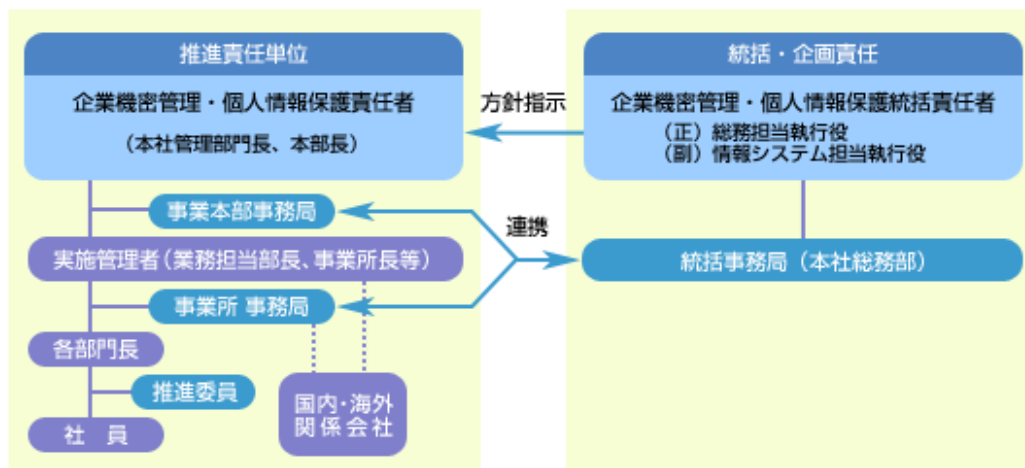 推進責任単位
企業機密管理・個人情報保護責任者
(本社管理部門長、本部長)
事業本部事務局
実施管理者(業務担当部長、事業所長等)
事業所 事務局
各部門長
推進委員
社 員
国内・海外
関係会社
方針指示
連携
統括・企画責任
企業機密管理・個人情報保護統括責任者
(正)総務担当執行役
(副)情報システム担当執行役
統括事務局(本社総務部)